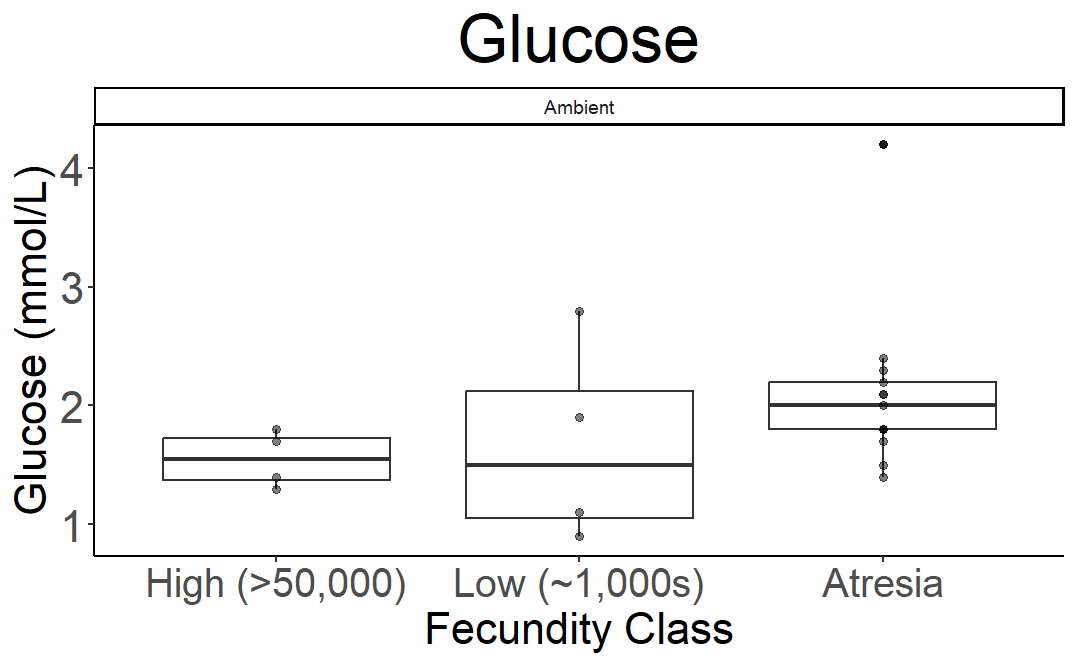 Glucose
Ambient
Glucose (mmol/L)
4
3
2
1
High (>50,000) Low (~1,000s) Atresia
Fecundity Class